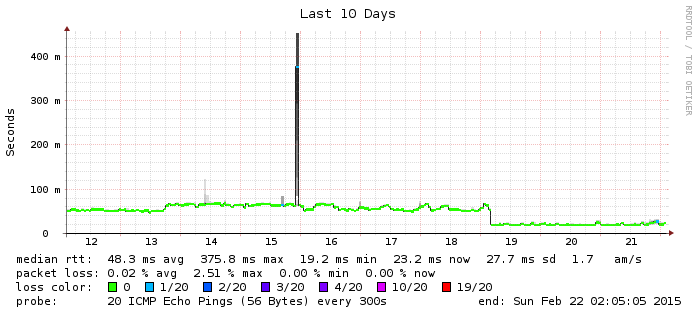 Last 10 Days
RRDTOOL / TOBI OETIKER
Seconds
400 m
300 m
200 m
100 m
0
12 13 14 15 16 17 18 19 20 21
median rtt: 48.3 ms avg 375.8 ms max 19.2 ms min 23.2 ms now 27.7 ms sd 1.7 am/s
packet loss: 0.02 % avg 2.51 % max 0.00 % min 0.00 % now
loss color: 0 1/20 2/20 3/20 4/20 10/20 19/20
probe: 20 ICMP Echo Pings (56 Bytes) every 300s end: Sun Feb 22 02:05:05 2015